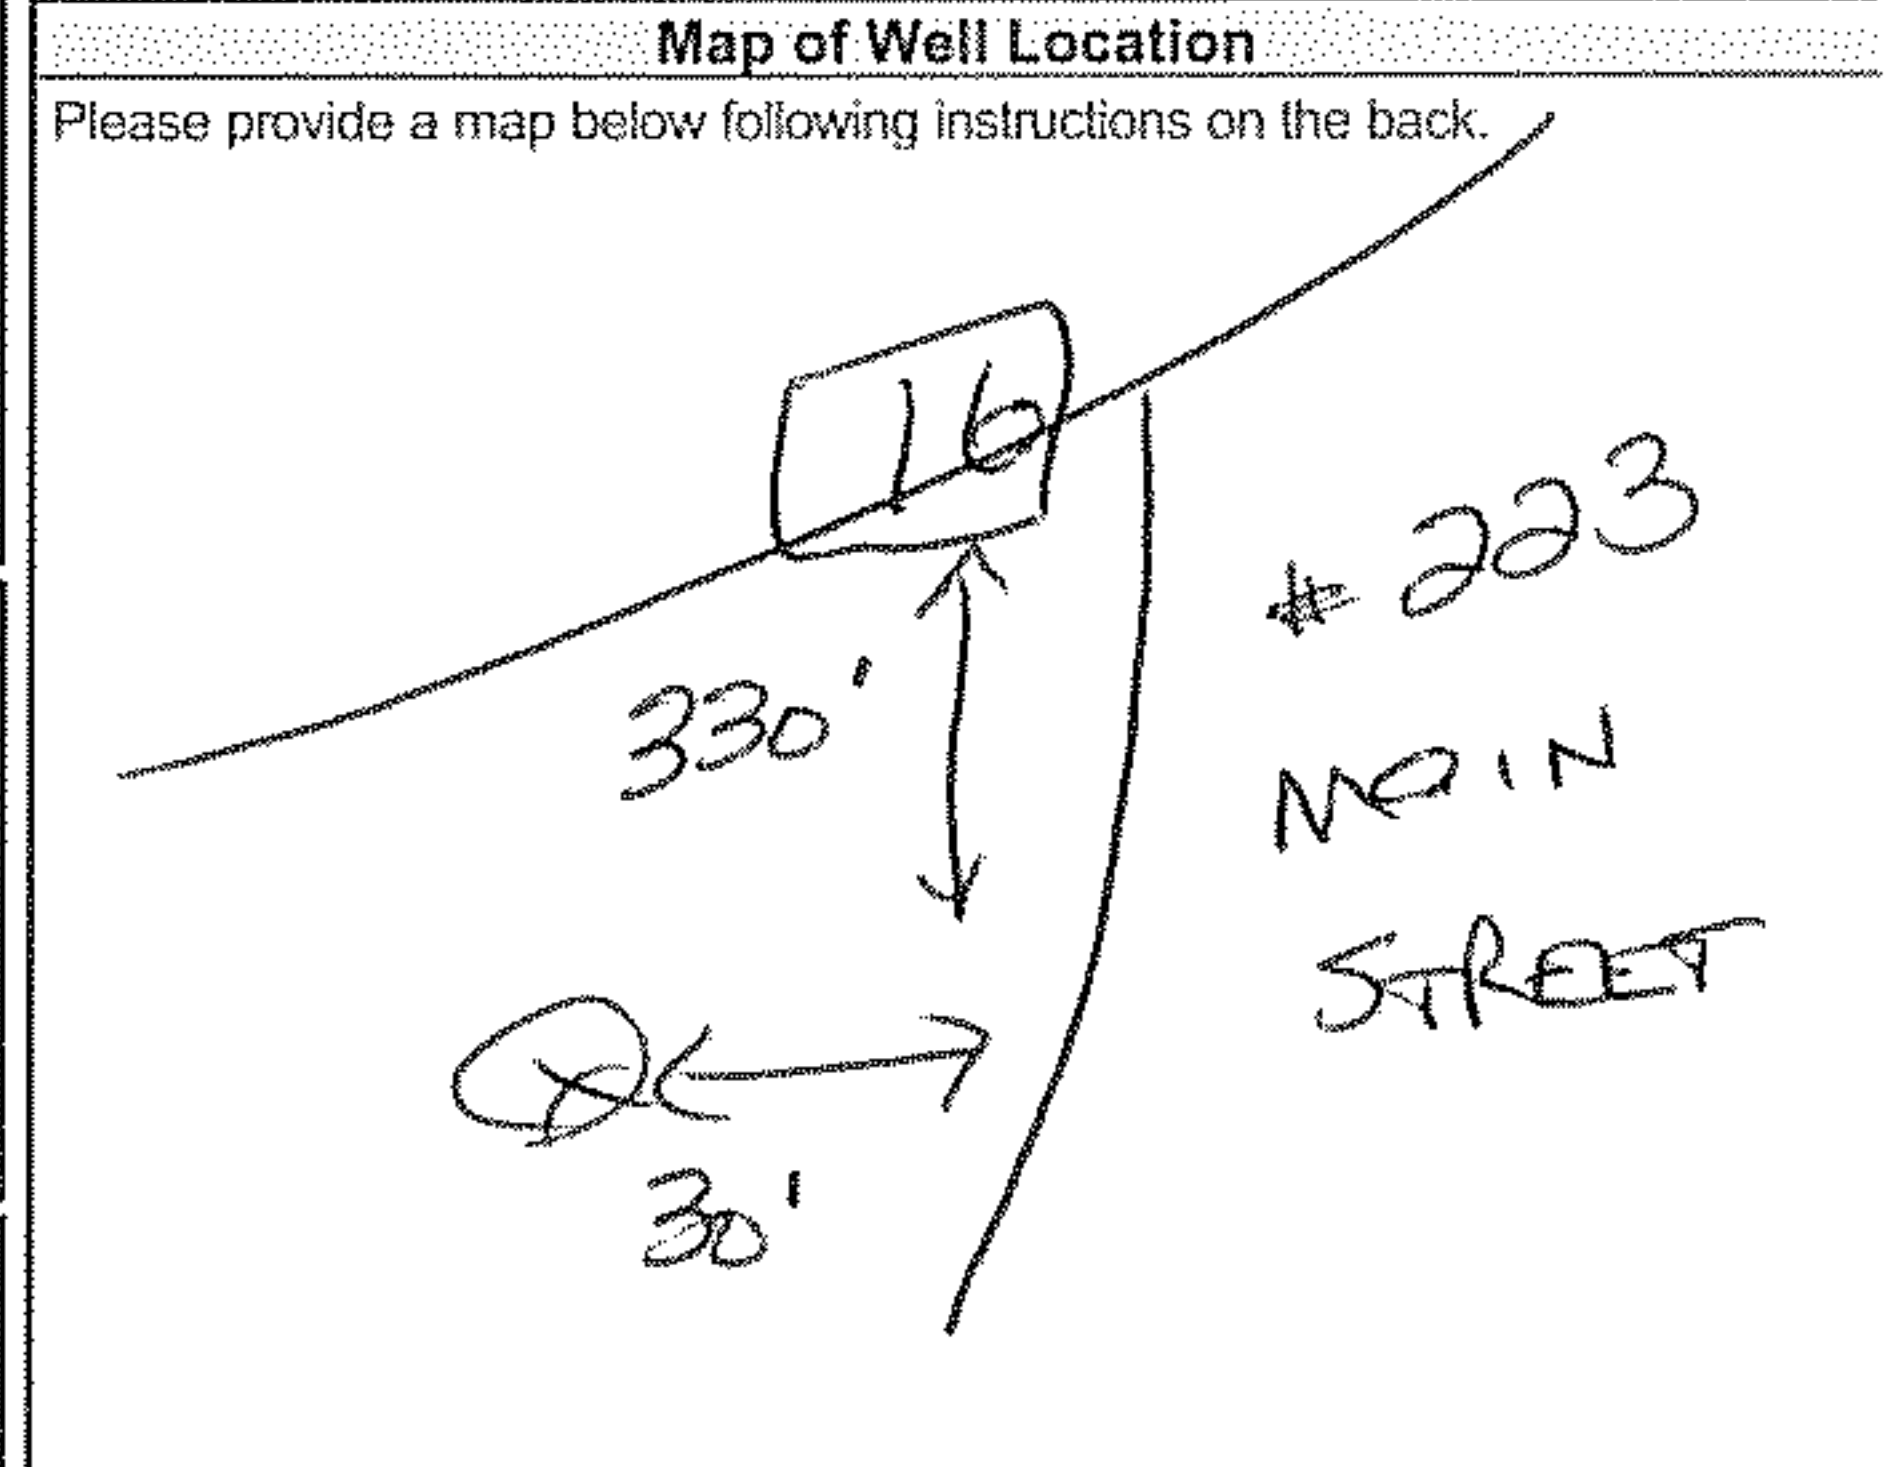 Map of Well Location
Please provide a map below following instructions on the back.
16
# 223
330'
MaiN
STREET
30'